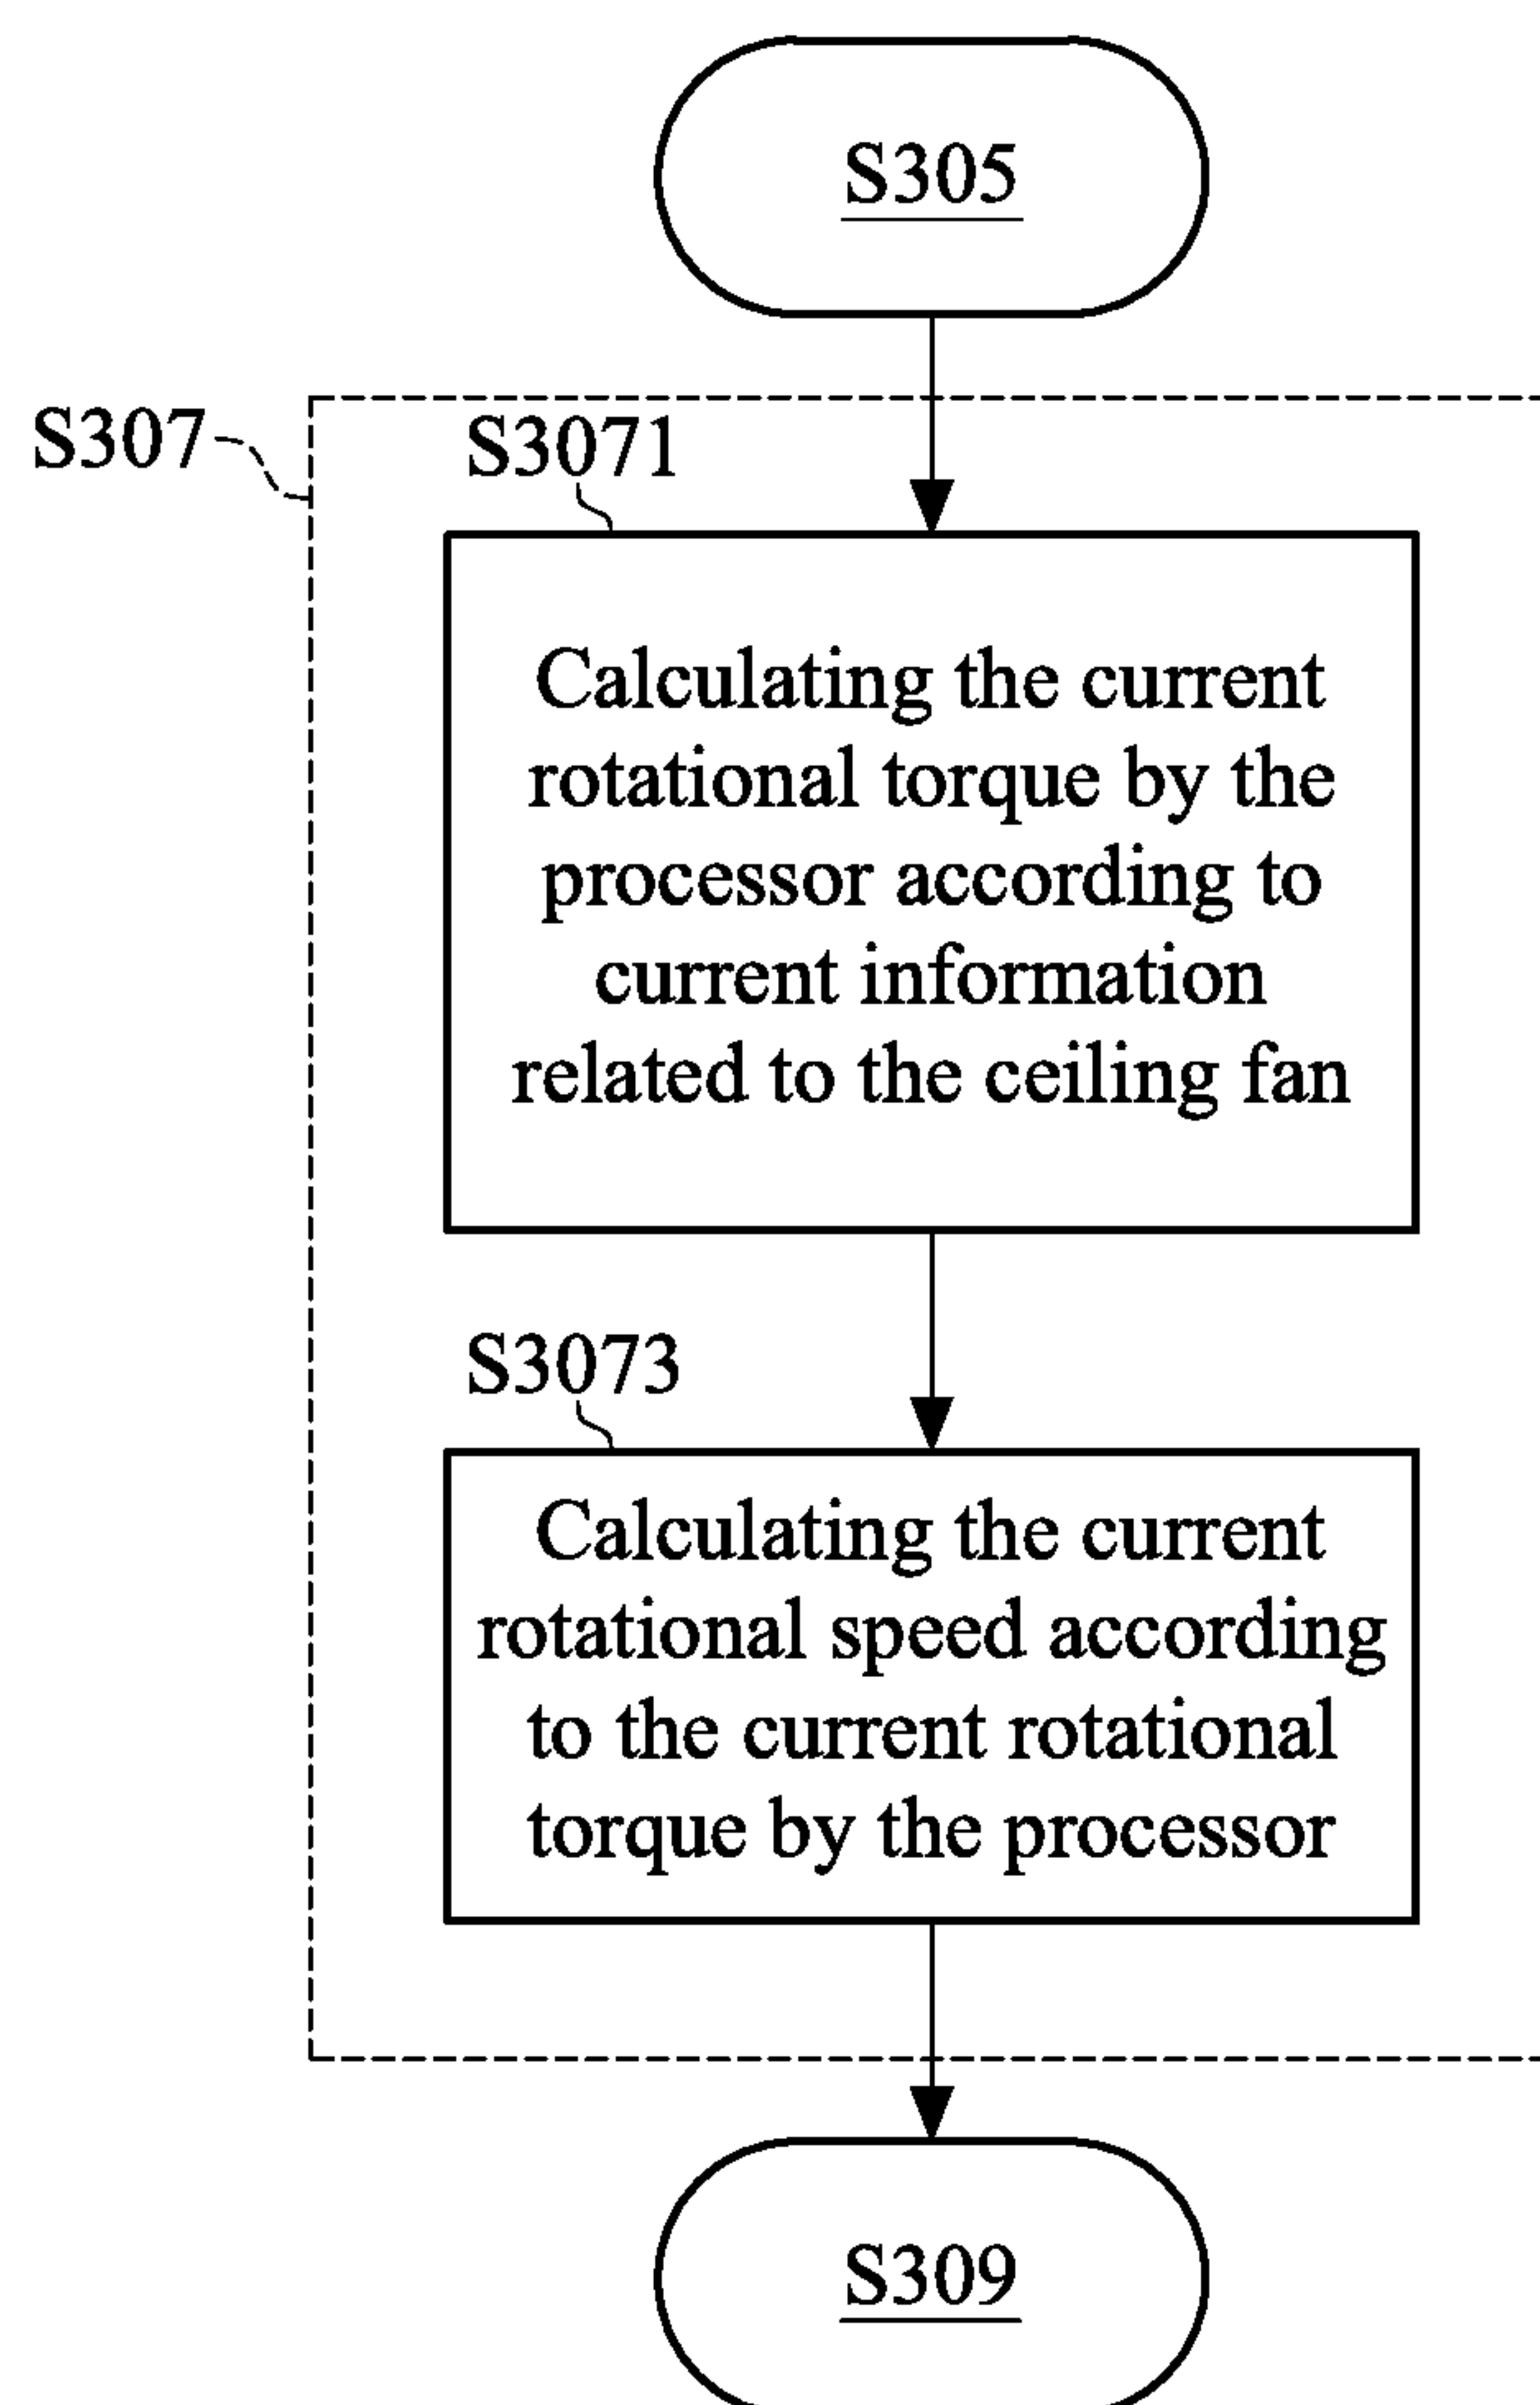 S305
S307
S3071
Calculating the current
rotational torque by the
processor according to
current information
related to the ceiling fan
S3073
Calculating the current
rotational speed according
to the current rotational
torque by the processor
S309